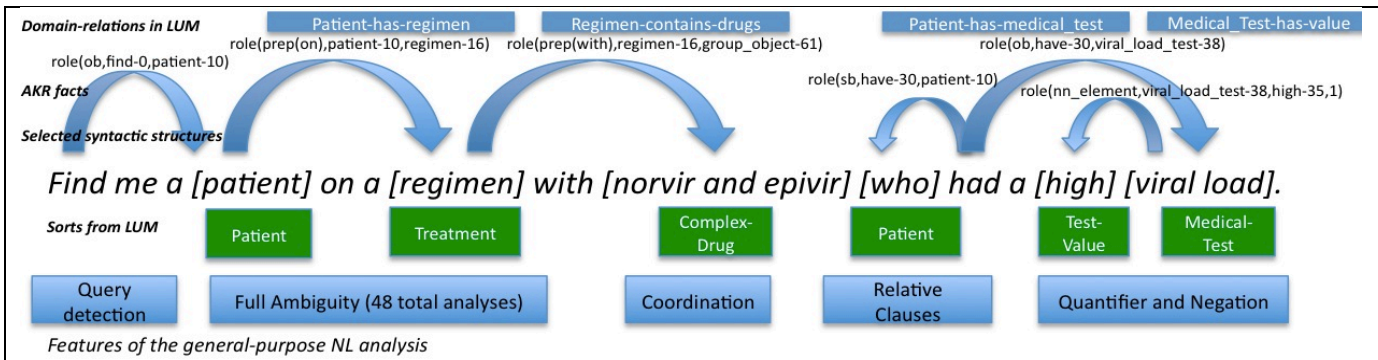 Domain-relations in LUM
Patient-has-regimen
Regimen-contains-drugs
Patient-has-medical_test
Medical_Test-has-value
role(prep(on),patient-10,regimen-16)
role(prep(with),regimen-16,group_object-61)
role(ob,have-30,viral_load_test-38)
role(ob,find-0,patient-10)
role(sb,have-30,patient-10)
AKR facts
role(nn_element,viral_load_test-38,high-35,1)
Selected syntactic structures
Find me a [patient] on a [regimen] with [norvir and epivir] [who] had a [high] [viral load].
Sorts from LUM
Patient
Treatment
Complex-
Drug
Patient
Test-
Value
Medical-
Test
Query
detection
Full Ambiguity (48 total analyses)
Coordination
Relative
Clauses
Quantifier and Negation
Features of the general-purpose NL analysis